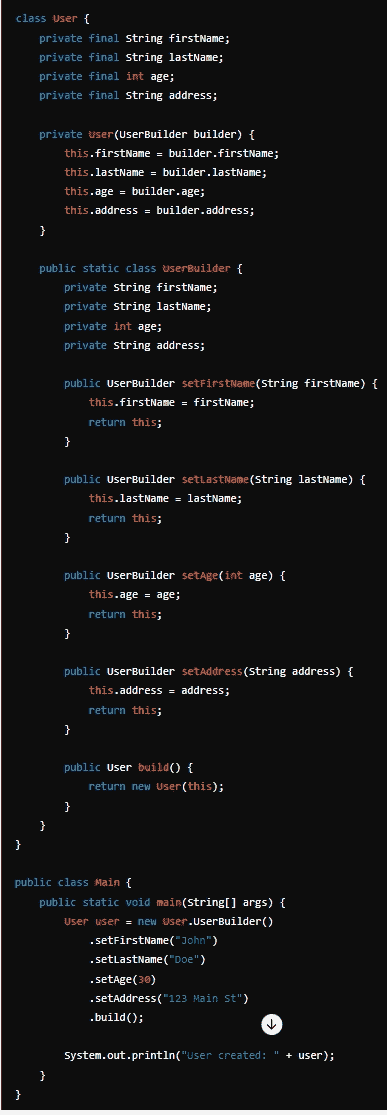 class User {
    private final String firstName;
    private final String lastName;
    private final int age;
    private final String address;

    private User(UserBuilder builder) {
        this.firstName = builder.firstName;
        this.lastName = builder.lastName;
        this.age = builder.age;
        this.address = builder.address;
    }

    public static class UserBuilder {
        private String firstName;
        private String lastName;
        private int age;
        private String address;

        public UserBuilder setFirstName(String firstName) {
            this.firstName = firstName;
            return this;
        }

        public UserBuilder setLastName(String lastName) {
            this.lastName = lastName;
            return this;
        }

        public UserBuilder setAge(int age) {
            this.age = age;
            return this;
        }

        public UserBuilder setAddress(String address) {
            this.address = address;
            return this;
        }

        public User build() {
            return new User(this);
        }
    }
}

public class Main {
    public static void main(String[] args) {
        User user = new User.UserBuilder()
            .setFirstName("John")
            .setLastName("Doe")
            .setAge(30)
            .setAddress("123 Main St")
            .build();

        System.out.println("User created: " + user);
    }
}